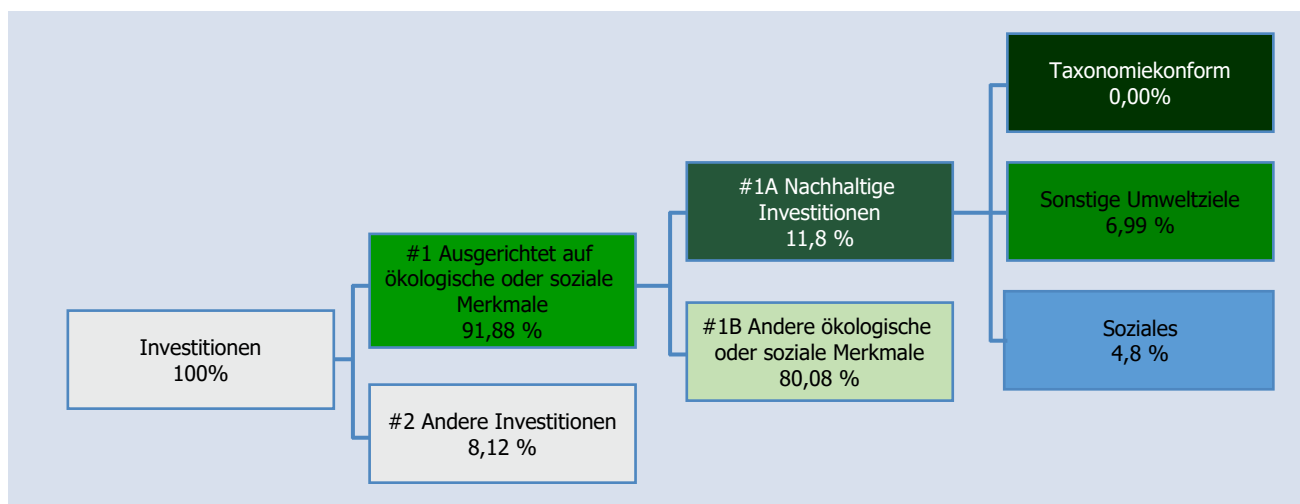 Taxonomiekonform
0,00%
#1A Nachhaltige
Investitionen
11,8 %
Sonstige Umweltziele
6,99 %
#1 Ausgerichtet auf
ökologische oder soziale
Merkmale
91,88 %
#1B Andere ökologische
oder soziale Merkmale
80,08 %
Soziales
4,8 %
Investitionen
100%
#2 Andere Investitionen
8,12 %